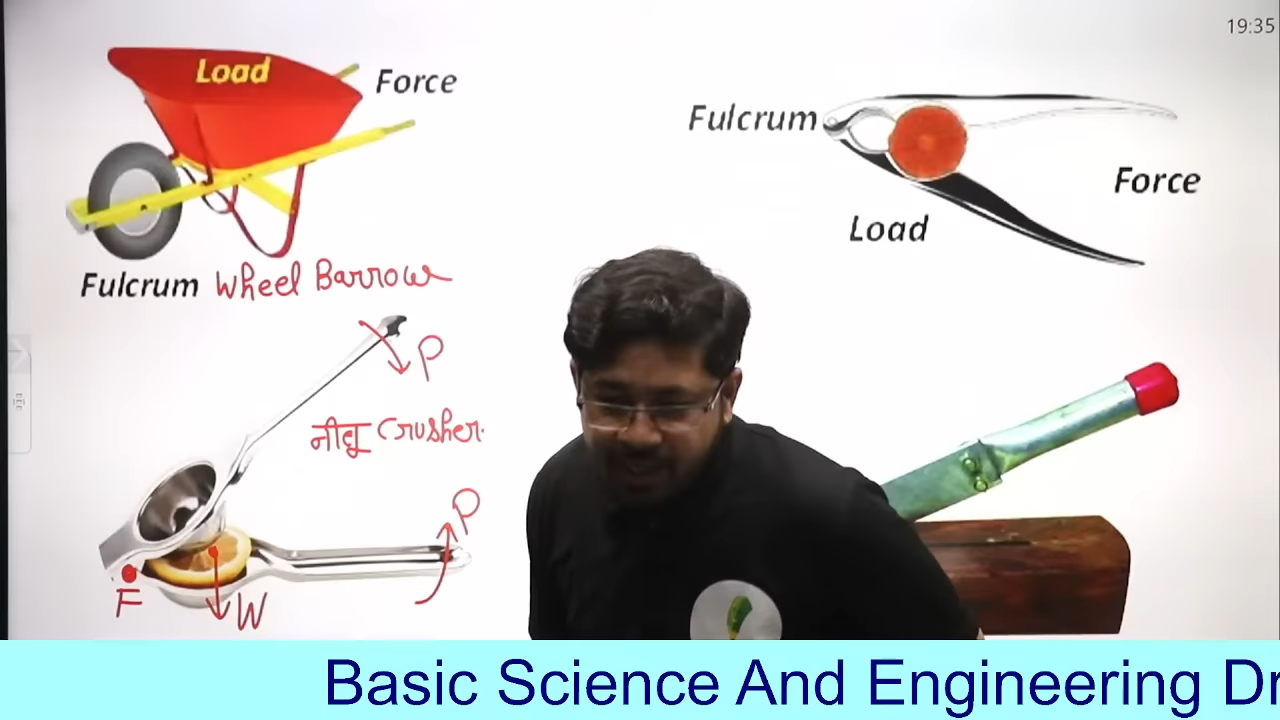 19:35
Load
Force
Fulcrum Wheel Barrow
Fulcrum
Force
Load
P
नीबू Crusher.
P
F
W
Basic Science And Engineering Dr